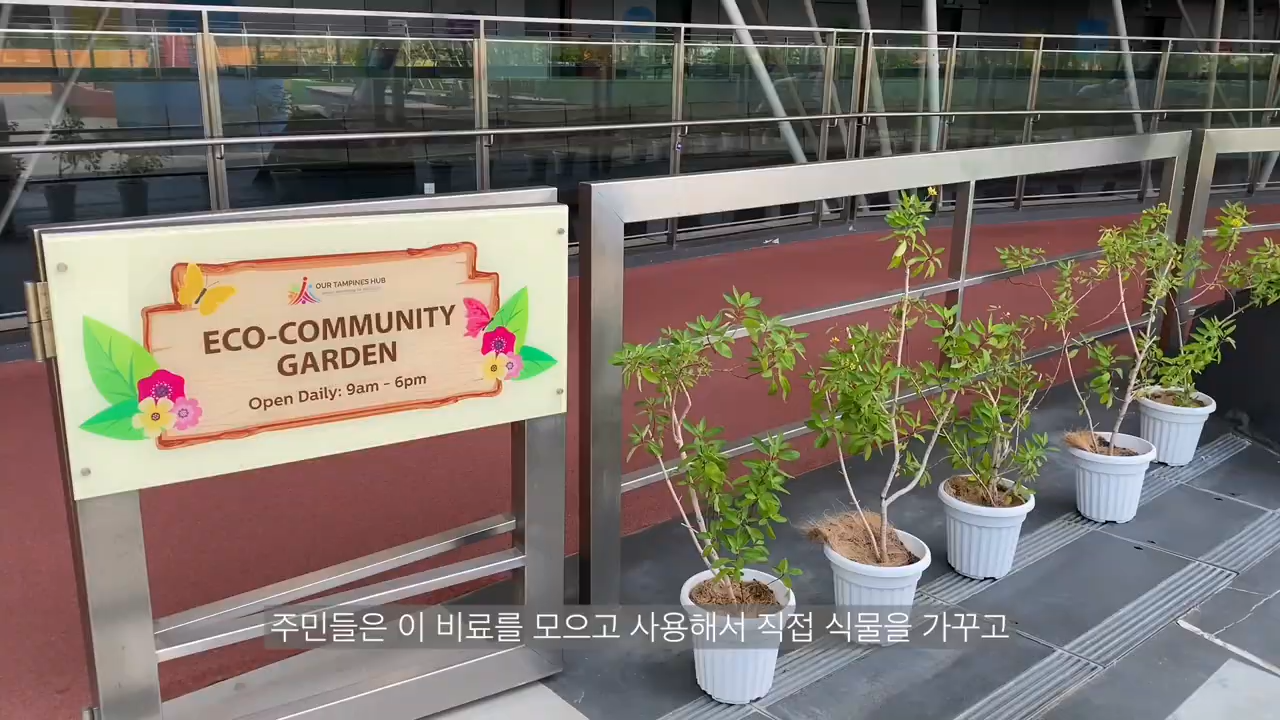 OUR TAMPINES HUB
ECO-COMMUNITY
GARDEN
Open Daily: 9am - 6pm
주민들은 이 비료를 모으고 사용해서 직접 식물을 가꾸고